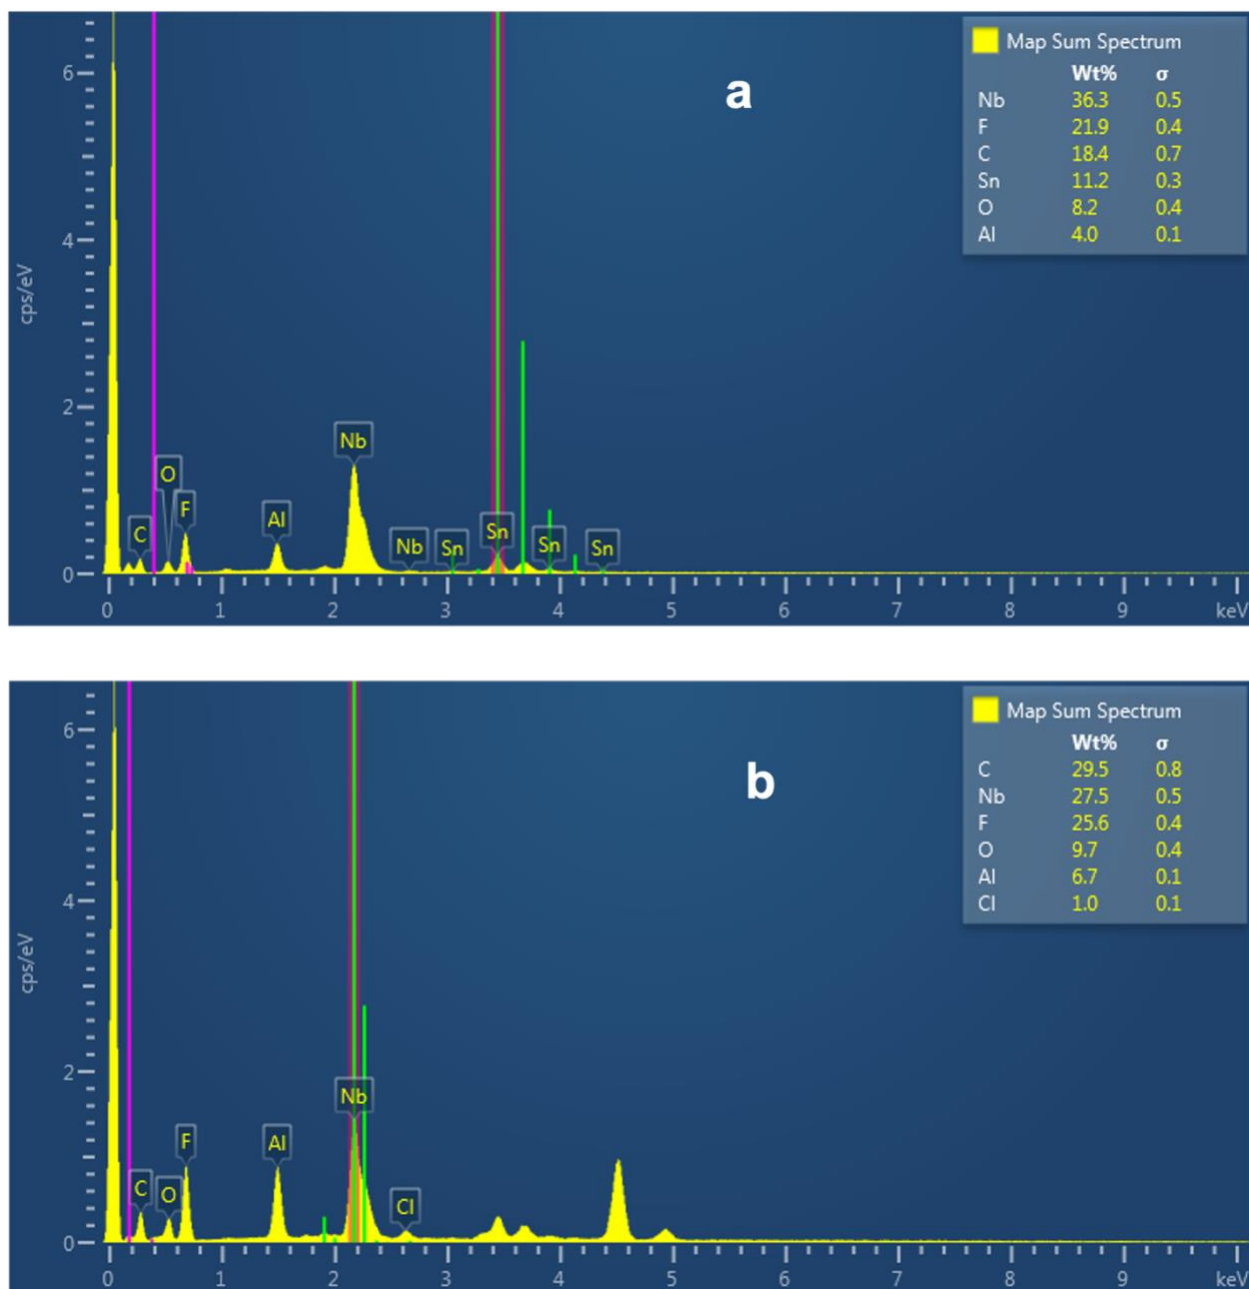 a
Map Sum Spectrum
Wt% σ
Nb 36.3 0.5
F 21.9 0.4
C 18.4 0.7
Sn 11.2 0.3
O 8.2 0.4
Al 4.0 0.1
6
4
2
0
cps/eV
C O F Al Nb Nb Sn Sn Sn Sn
0 1 2 3 4 5 6 7 8 9 keV
b
Map Sum Spectrum
Wt% σ
C 29.5 0.8
Nb 27.5 0.5
F 25.6 0.4
O 9.7 0.4
Al 6.7 0.1
Cl 1.0 0.1
6
4
2
0
cps/eV
C O F Al Nb Cl
0 1 2 3 4 5 6 7 8 9 keV